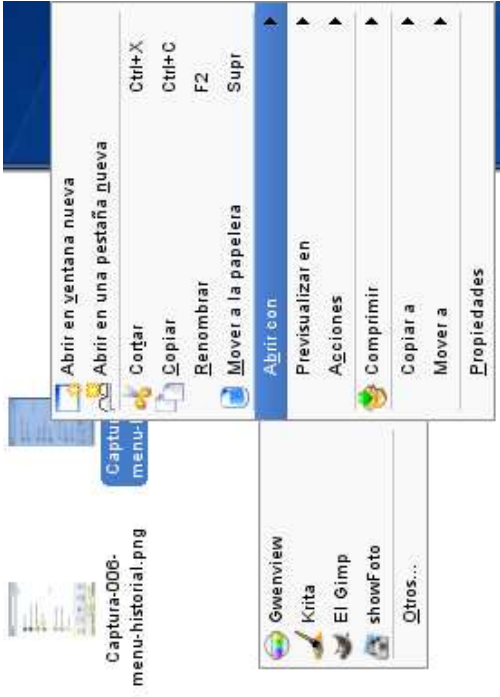 Captura-006-
menu-historial.png
Captu
menu-
Abrir en ventana nueva
Abrir en una pestaña nueva
Cortar Ctrl+X
Copiar Ctrl+C
Renombrar F2
Mover a la papelera Supr
Abrir con
Previsualizar en
Acciones
Comprimir
Copiar a
Mover a
Propiedades
Gwenview
Krita
El Gimp
showFoto
Otros...